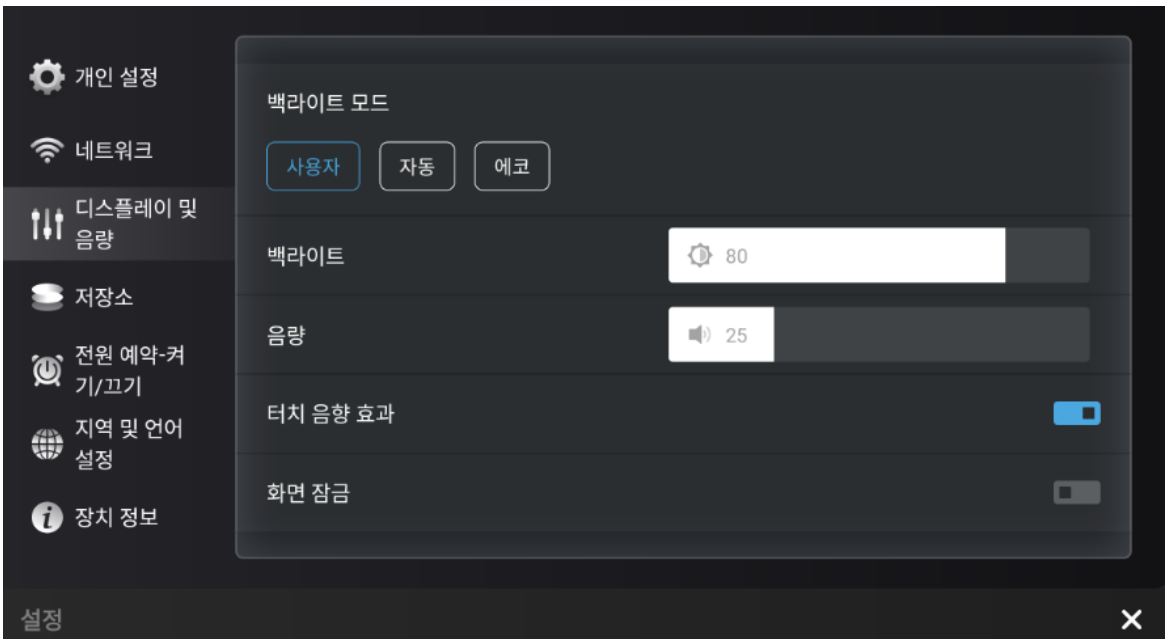 개인 설정
네트워크
디스플레이 및
음량
저장소
전원 예약-켜
기/끄기
지역 및 언어
설정
장치 정보
백라이트 모드
사용자 자동 에코
백라이트 80
음량 25
터치 음향 효과
화면 잠금
설정